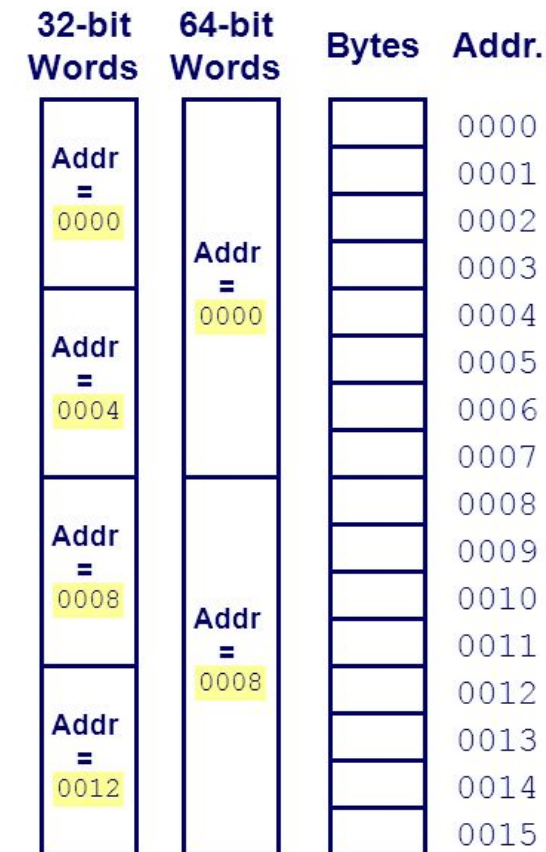 32-bit Words
64-bit Words
Bytes
Addr.
Addr
=
0000
Addr
=
0004
Addr
=
0008
Addr
=
0012
Addr
=
0000
Addr
=
0008
0000
0001
0002
0003
0004
0005
0006
0007
0008
0009
0010
0011
0012
0013
0014
0015